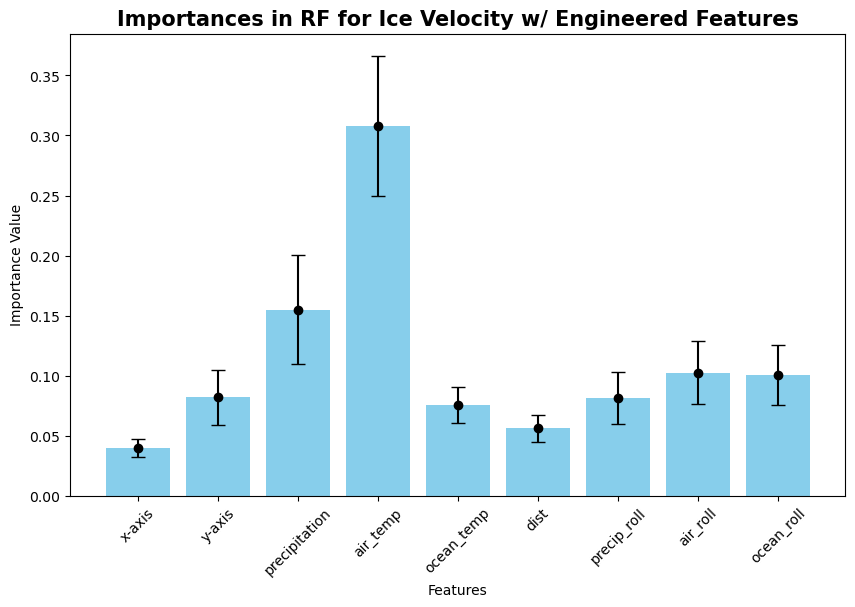 Importances in RF for Ice Velocity w/ Engineered Features
Importance Value
0.35
0.30
0.25
0.20
0.15
0.10
0.05
0.00
x-axis
y-axis
precipitation
air_temp
ocean_temp
dist
precip_roll
air_roll
ocean_roll
Features